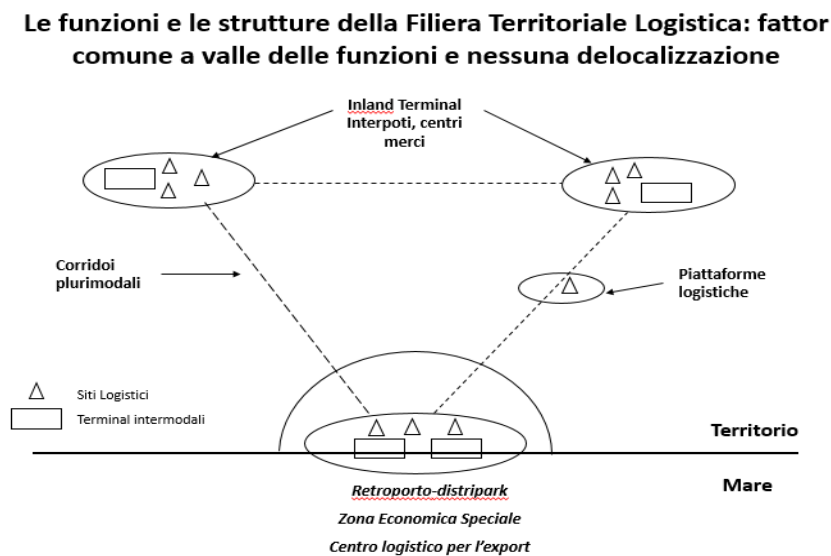 Le funzioni e le strutture della Filiera Territoriale Logistica: fattor
comune a valle delle funzioni e nessuna delocalizzazione
Inland Terminal
Interpoti, centri
merci
Corridoi
plurimodali
Piattaforme
logistiche
Siti Logistici
Terminal intermodali
Territorio
Mare
Retroporto-distripark
Zona Economica Speciale
Centro logistico per l'export